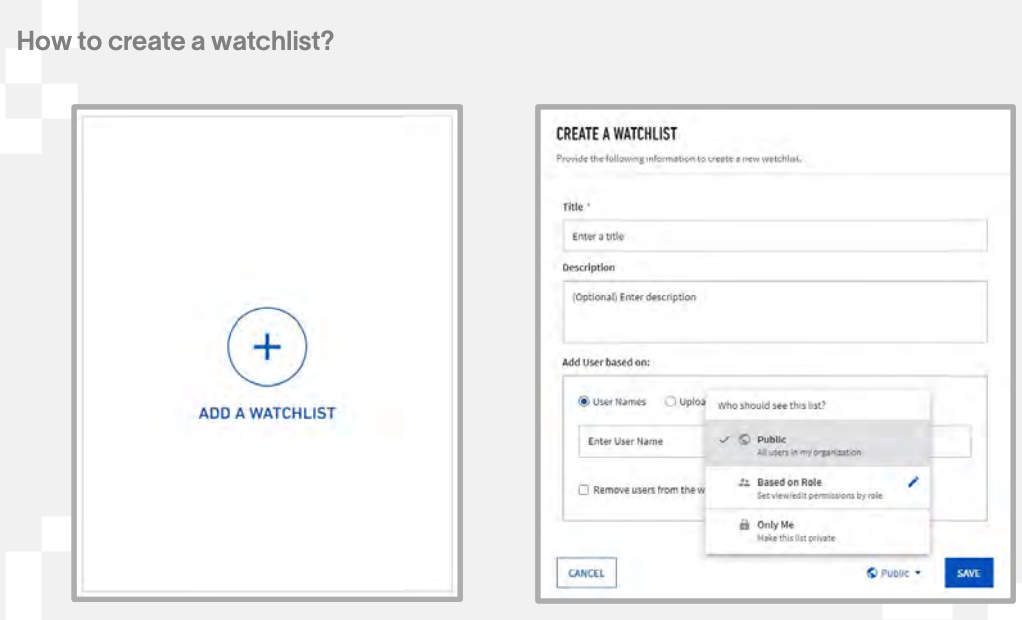 How to create a watchlist?
ADD A WATCHLIST
CREATE A WATCHLIST
Provide the following information to create a new watchlist.
Title *
Enter a title
Description
(Optional) Enter description
Add User based on:
User Names Uploa
Who should see this list?
Enter User Name
Public
All users in my organization
Based on Role
Set view/edit permissions by role
Remove users from the w
Only Me
Make this list private
CANCEL
Public
SAVE